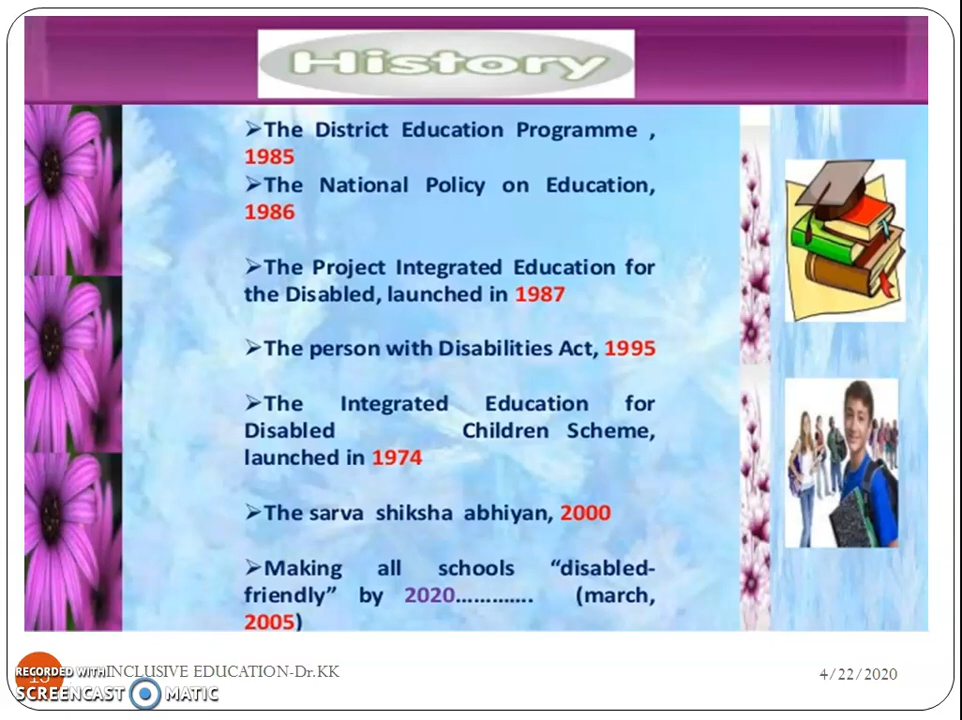 History
➢The District Education Programme ,
1985
➢The National Policy on Education,
1986
➢The Project Integrated Education for
the Disabled, launched in 1987
➢The person with Disabilities Act, 1995
➢The Integrated Education for
Disabled Children Scheme,
launched in 1974
➢The sarva shiksha abhiyan, 2000
➢Making all schools “disabled-
friendly” by 2020…………. (march,
2005)
INCLUSIVE EDUCATION-Dr.KK
4/22/2020
RECORDED WITH
SCREENCAST MATIC